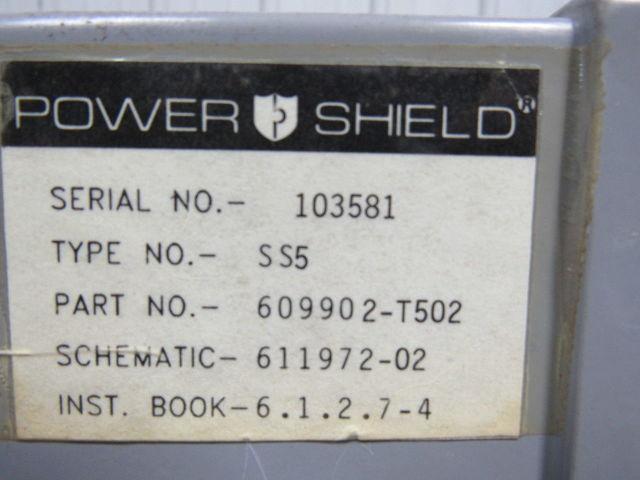 POWER SHIELD®
SERIAL NO.- 103581
TYPE NO.- SS5
PART NO.- 609902-T502
SCHEMATIC- 611972-02
INST. BOOK-6.1.2.7-4